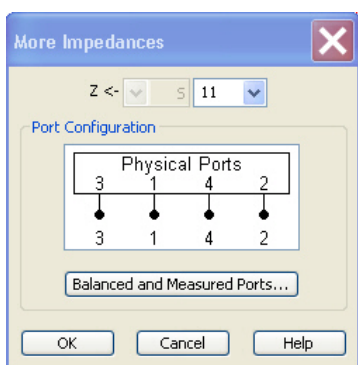 More Impedances
Z <- S 11
Port Configuration
Physical Ports
3 1 4 2
3 1 4 2
Balanced and Measured Ports...
OK Cancel Help